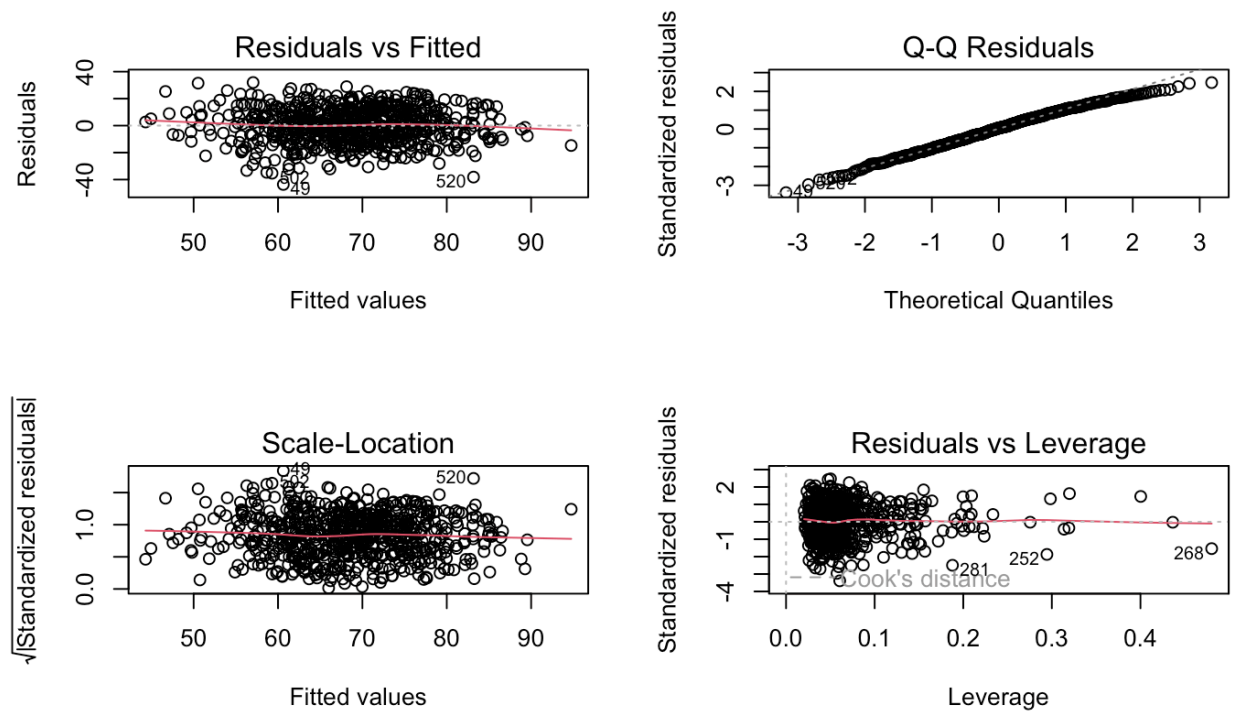 Residuals vs Fitted
Residuals
40
0
-40
502
49
520
50 60 70 80 90
Fitted values
Q-Q Residuals
Standardized residuals
2
0
-3
49
-3 -2 -1 0 1 2 3
Theoretical Quantiles
Scale-Location
√|Standardized residuals|
1.0
0.0
49
502
520
50 60 70 80 90
Fitted values
Residuals vs Leverage
Standardized residuals
2
-1
-4
281
252
268
Cook's distance
0.0 0.1 0.2 0.3 0.4
Leverage